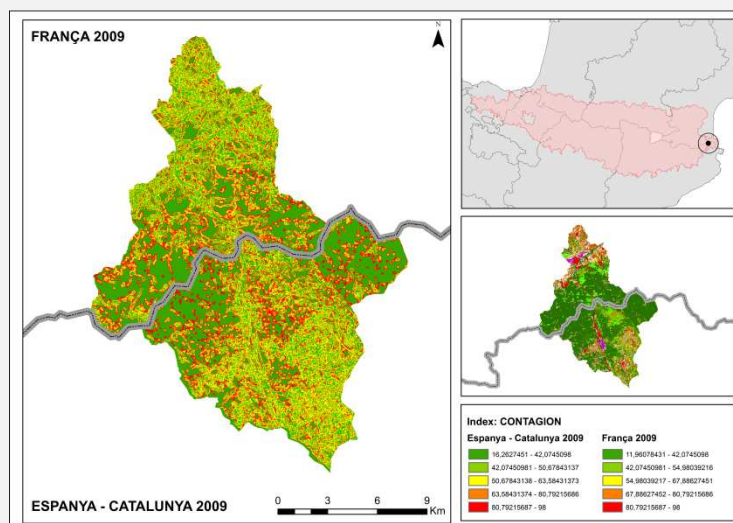 FRANÇA 2009
N
ESPANYA - CATALUNYA 2009
0 3 6 9
Km
Index: CONTAGION
Espanya - Catalunya 2009
16,2627451 - 42,0745098
42,07450981 - 50,67843137
50,67843138 - 63,58431373
63,58431374 - 80,79215686
80,79215687 - 98
França 2009
11,96078431 - 42,0745098
42,07450981 - 54,98039216
54,98039217 - 67,88627451
67,88627452 - 80,79215686
80,79215687 - 98